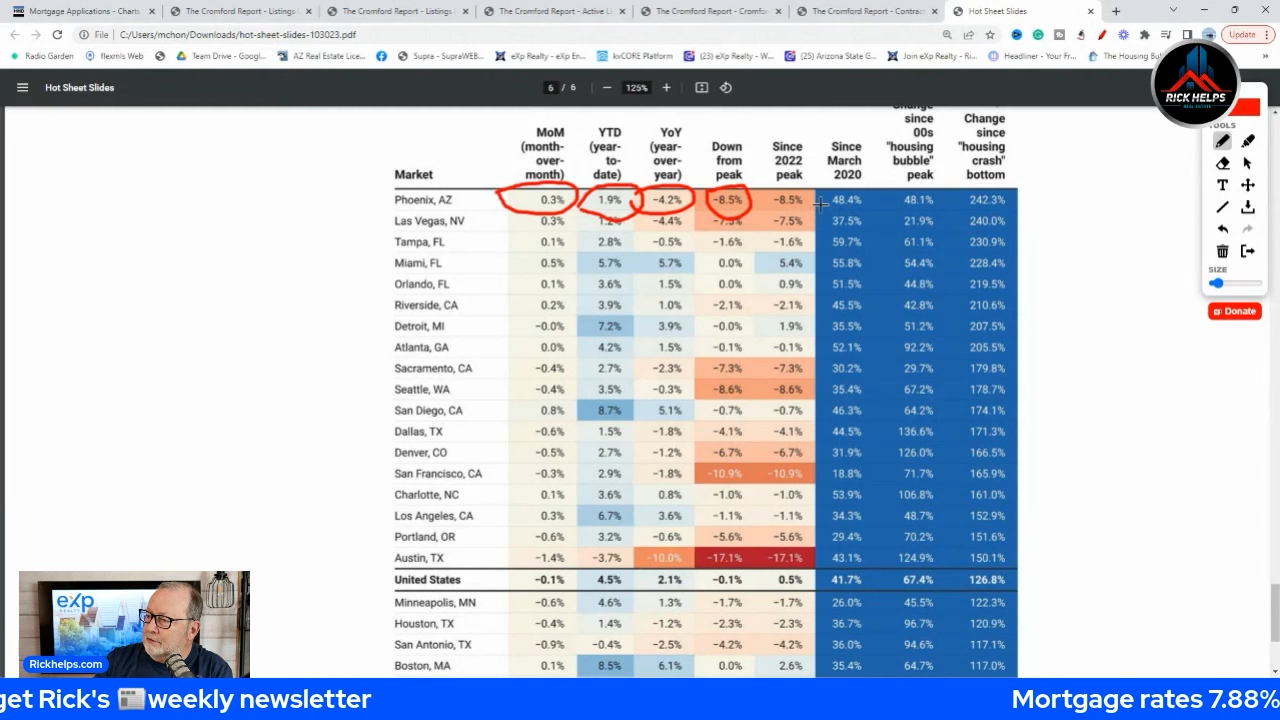 Mortgage Applications - Charts
The Cromford Report - Listings
The Cromford Report - Listings
The Cromford Report - Active Li
The Cromford Report - Cromfo
The Cromford Report - Contrac
Hot Sheet Slides
File | C:/Users/mchon/Downloads/hot-sheet-slides-103023.pdf
Update
Radio Garden
flexmls Web
Team Drive - Googl...
AZ Real Estate Lice...
Supra - SupraWEB...
eXp Realty - eXp En...
kvCORE Platform
(23) eXp Realty - W...
(25) Arizona State G...
Join eXp Realty - Ri...
Headliner - Your Fr...
The Housing Bu
Hot Sheet Slides
6 / 6
125%
RICK HELPS
REAL ESTATE
TOOLS
SIZE
Donate
Market MoM (month-over-month) YTD (year-to-date) YoY (year-over-year) Down from peak Since 2022 peak Since March 2020 Change since 00s "housing bubble" peak Change since "housing crash" bottom
Phoenix, AZ 0.3% 1.9% −4.2% −8.5% −8.5% 48.4% 48.1% 242.3%
Las Vegas, NV 0.3% 1.2% −4.4% −7.5% −7.5% 37.5% 21.9% 240.0%
Tampa, FL 0.1% 2.8% −0.5% −1.6% −1.6% 59.7% 61.1% 230.9%
Miami, FL 0.5% 5.7% 5.7% 0.0% 5.4% 55.8% 54.4% 228.4%
Orlando, FL 0.1% 3.6% 1.5% 0.0% 0.9% 51.5% 44.8% 219.5%
Riverside, CA 0.2% 3.9% 1.0% −2.1% −2.1% 45.5% 42.8% 210.6%
Detroit, MI −0.0% 7.2% 3.9% −0.0% 1.9% 35.5% 51.2% 207.5%
Atlanta, GA 0.0% 4.2% 1.5% −0.1% −0.1% 52.1% 92.2% 205.5%
Sacramento, CA −0.4% 2.7% −2.3% −7.3% −7.3% 30.2% 29.7% 179.8%
Seattle, WA −0.4% 3.5% −0.3% −8.6% −8.6% 35.4% 67.2% 178.7%
San Diego, CA 0.8% 8.7% 5.1% −0.7% −0.7% 46.3% 64.2% 174.1%
Dallas, TX −0.6% 1.5% −1.8% −4.1% −4.1% 44.5% 136.6% 171.3%
Denver, CO −0.5% 2.7% −1.2% −6.7% −6.7% 31.9% 126.0% 166.5%
San Francisco, CA −0.3% 2.9% −1.8% −10.9% −10.9% 18.8% 71.7% 165.9%
Charlotte, NC 0.1% 3.6% 0.8% −1.0% −1.0% 53.9% 106.8% 161.0%
Los Angeles, CA 0.3% 6.7% 3.6% −1.1% −1.1% 34.3% 48.7% 152.9%
Portland, OR −0.6% 3.2% −0.6% −5.6% −5.6% 29.4% 70.2% 151.6%
Austin, TX −1.4% −3.7% −10.0% −17.1% −17.1% 43.1% 124.9% 150.1%
United States −0.1% 4.5% 2.1% −0.1% 0.5% 41.7% 67.4% 126.8%
Minneapolis, MN −0.6% 4.6% 1.3% −1.7% −1.7% 26.0% 45.5% 122.3%
Houston, TX −0.4% 1.4% −1.2% −2.3% −2.3% 36.7% 96.7% 120.9%
San Antonio, TX −0.9% −0.4% −2.5% −4.2% −4.2% 36.0% 94.6% 117.1%
Boston, MA 0.1% 8.5% 6.1% 0.0% 2.6% 35.4% 64.7% 117.0%
eXp
REALTY
Rickhelps.com
get Rick's 📰weekly newsletter
Mortgage rates 7.88%